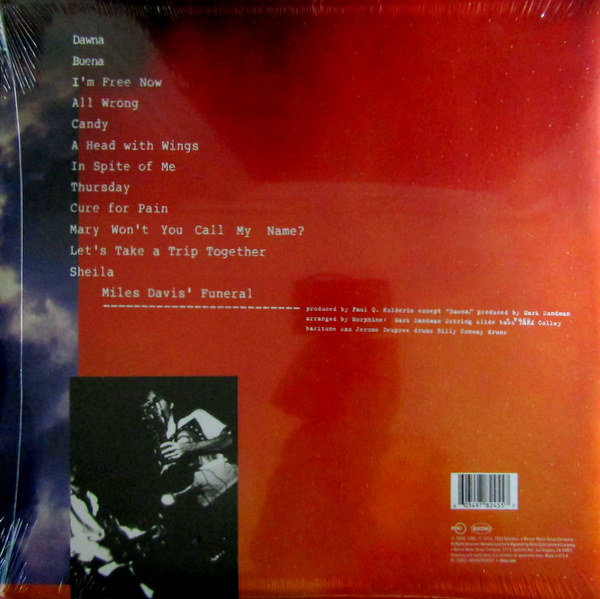 Dawna
Buena
I'm Free Now
All Wrong
Candy
A Head with Wings
In Spite of Me
Thursday
Cure for Pain
Mary Won't You Call My Name?
Let's Take a Trip Together
Sheila
Miles Davis' Funeral
produced by Paul Q. Kolderie except "Dawna" produced by Mark Sandman
arranged by Morphine: Mark Sandman 2string slide bass Dana Colley
baritone sax Jerome Deupree drums Billy Conway drums